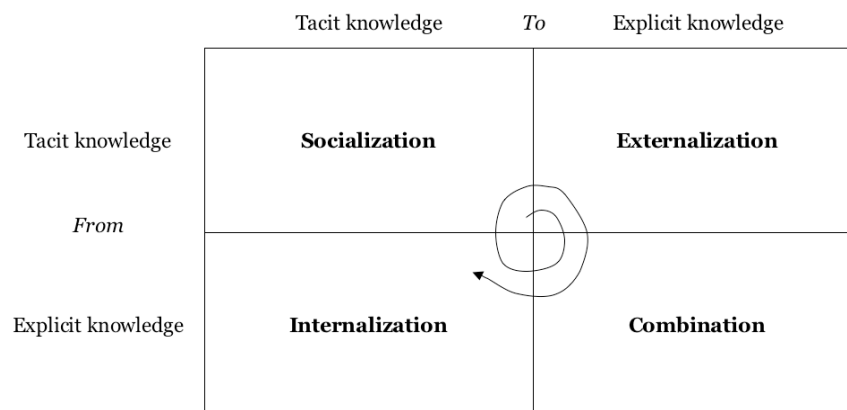 Tacit knowledge To Explicit knowledge
Tacit knowledge Socialization Externalization
From
Explicit knowledge Internalization Combination